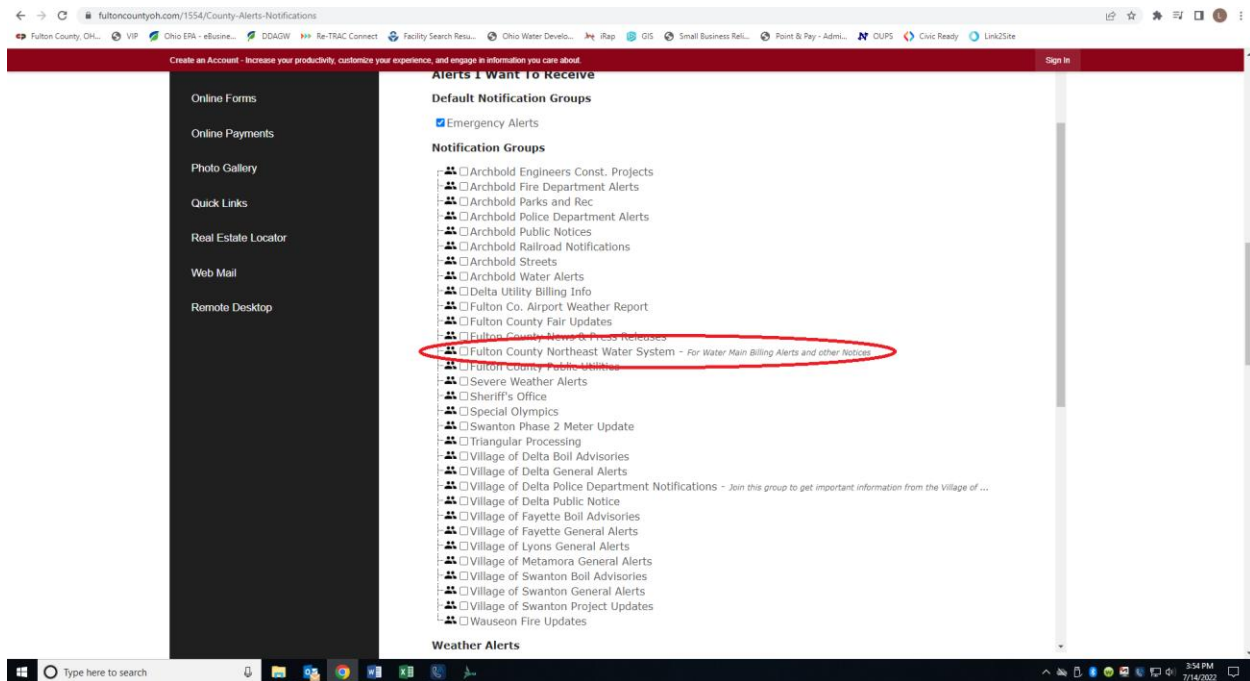 fultoncountyoh.com/1554/County-Alerts-Notifications
Fulton County, OH... VIP Ohio EPA - eBusine... DDAGW Re-TRAC Connect Facility Search Resu... Ohio Water Develo... iRap GIS Small Business Reli... Point & Pay - Admi... OUPS Civic Ready Link2Site
Create an Account - Increase your productivity, customize your experience, and engage in information you care about. Sign In
Alerts I Want To Receive
Online Forms
Default Notification Groups
Emergency Alerts
Online Payments
Notification Groups
Photo Gallery
Quick Links
Real Estate Locator
Web Mail
Remote Desktop
Archbold Engineers Const. Projects
Archbold Fire Department Alerts
Archbold Parks and Rec
Archbold Police Department Alerts
Archbold Public Notices
Archbold Railroad Notifications
Archbold Streets
Archbold Water Alerts
Delta Utility Billing Info
Fulton Co. Airport Weather Report
Fulton County Fair Updates
Fulton County News & Press Releases
Fulton County Northeast Water System - For Water Main Billing Alerts and other Notices
Fulton County Public Utilities
Severe Weather Alerts
Sheriff's Office
Special Olympics
Swanton Phase 2 Meter Update
Triangular Processing
Village of Delta Boil Advisories
Village of Delta General Alerts
Village of Delta Police Department Notifications - Join this group to get important information from the Village of ...
Village of Delta Public Notice
Village of Fayette Boil Advisories
Village of Fayette General Alerts
Village of Lyons General Alerts
Village of Metamora General Alerts
Village of Swanton Boil Advisories
Village of Swanton General Alerts
Village of Swanton Project Updates
Wauseon Fire Updates
Weather Alerts
Type here to search
3:54 PM
7/14/2022